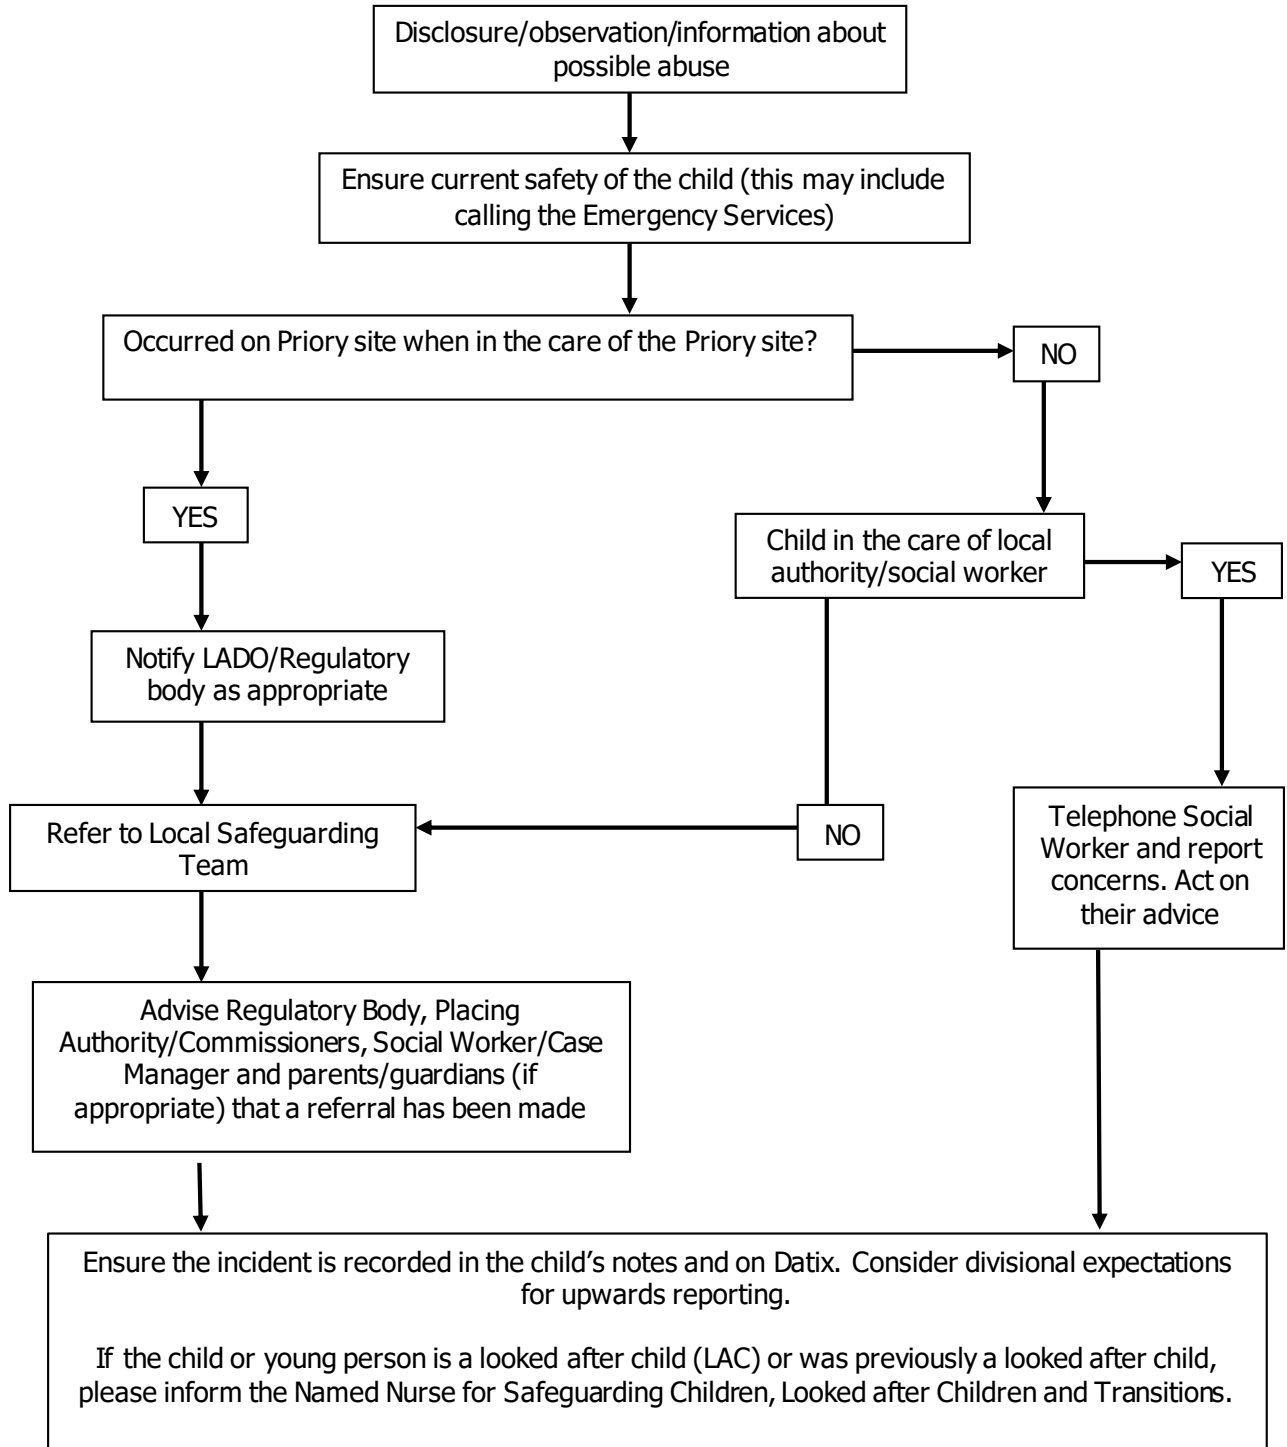 Disclosure/observation/information about
possible abuse
Ensure current safety of the child (this may include
calling the Emergency Services)
Occurred on Priory site when in the care of the Priory site?
NO
YES
Child in the care of local
authority/social worker
YES
Notify LADO/Regulatory
body as appropriate
Telephone Social
Worker and report
concerns. Act on
their advice
Refer to Local Safeguarding
Team
NO
Advise Regulatory Body, Placing
Authority/Commissioners, Social Worker/Case
Manager and parents/guardians (if
appropriate) that a referral has been made
Ensure the incident is recorded in the child’s notes and on Datix. Consider divisional expectations
for upwards reporting.
If the child or young person is a looked after child (LAC) or was previously a looked after child,
please inform the Named Nurse for Safeguarding Children, Looked after Children and Transitions.